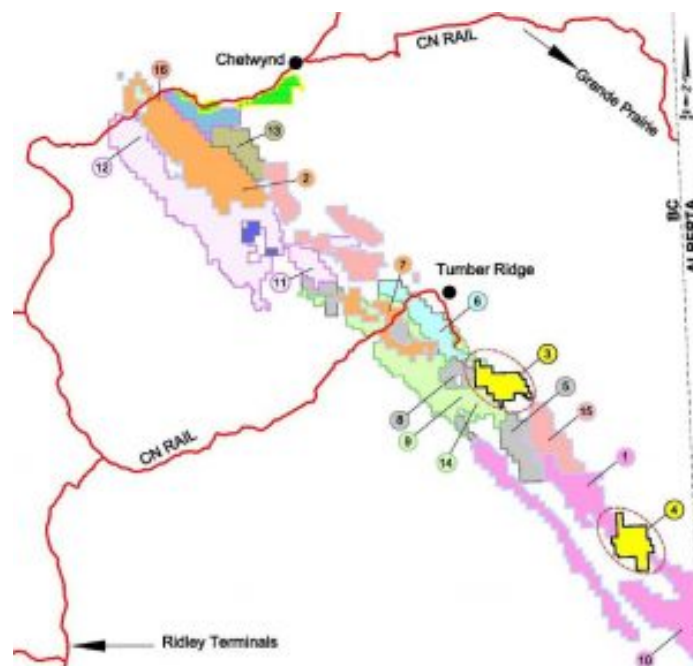 CN RAIL
Chetwynd
Grande Prairie
N
BC
ALBERTA
16
13
12
2
Tumber Ridge
7
11
6
3
5
8
15
9
14
1
CN RAIL
4
Ridley Terminals
10